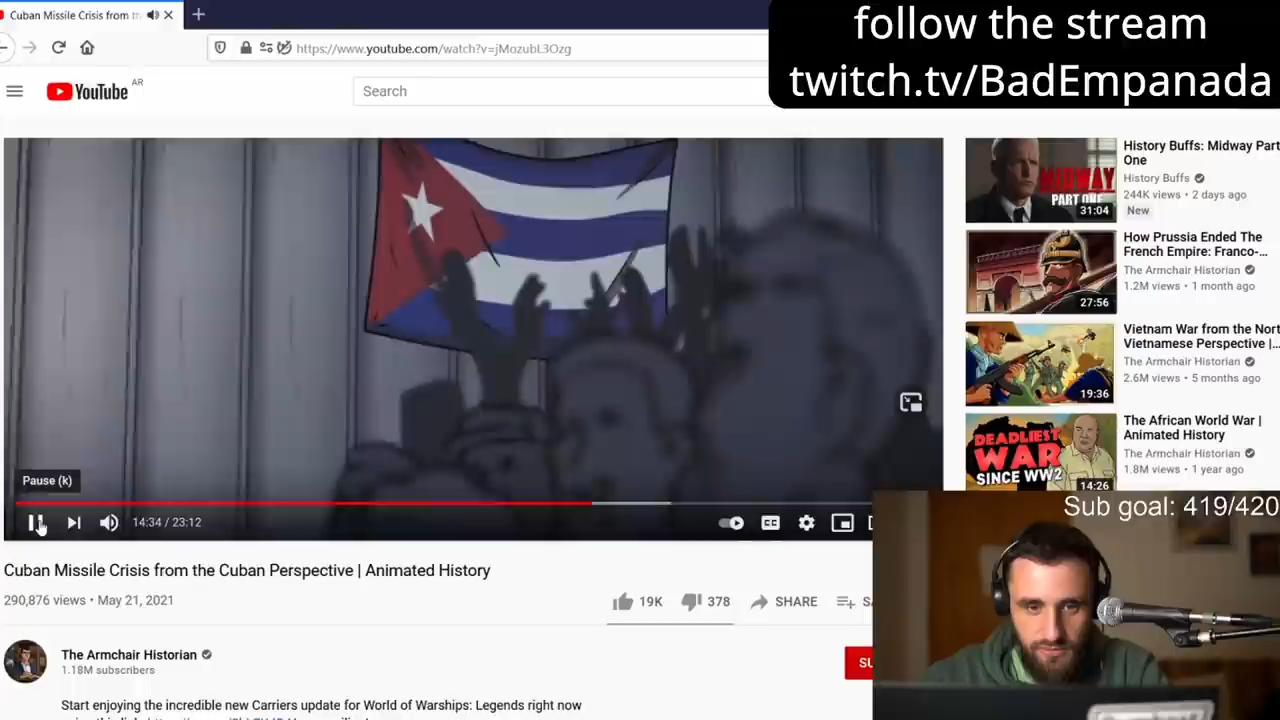 Cuban Missile Crisis from th
follow the stream
twitch.tv/BadEmpanada
https://www.youtube.com/watch?v=jMozubL3Ozg
YouTube AR
Search
History Buffs: Midway Part
One
History Buffs
244K views • 2 days ago
New
MIDWAY
PART ONE
31:04
How Prussia Ended The
French Empire: Franco-...
The Armchair Historian
1.2M views • 1 month ago
27:56
Vietnam War from the Nort
Vietnamese Perspective |...
The Armchair Historian
2.6M views • 5 months ago
19:36
The African World War |
Animated History
The Armchair Historian
1.8M views • 1 year ago
DEADLIEST
WAR
SINCE WW2
14:26
Pause (k)
14:34 / 23:12
CC
Sub goal: 419/420
Cuban Missile Crisis from the Cuban Perspective | Animated History
290,876 views • May 21, 2021
19K
378
SHARE
SA
The Armchair Historian
1.18M subscribers
SU
Start enjoying the incredible new Carriers update for World of Warships: Legends right now